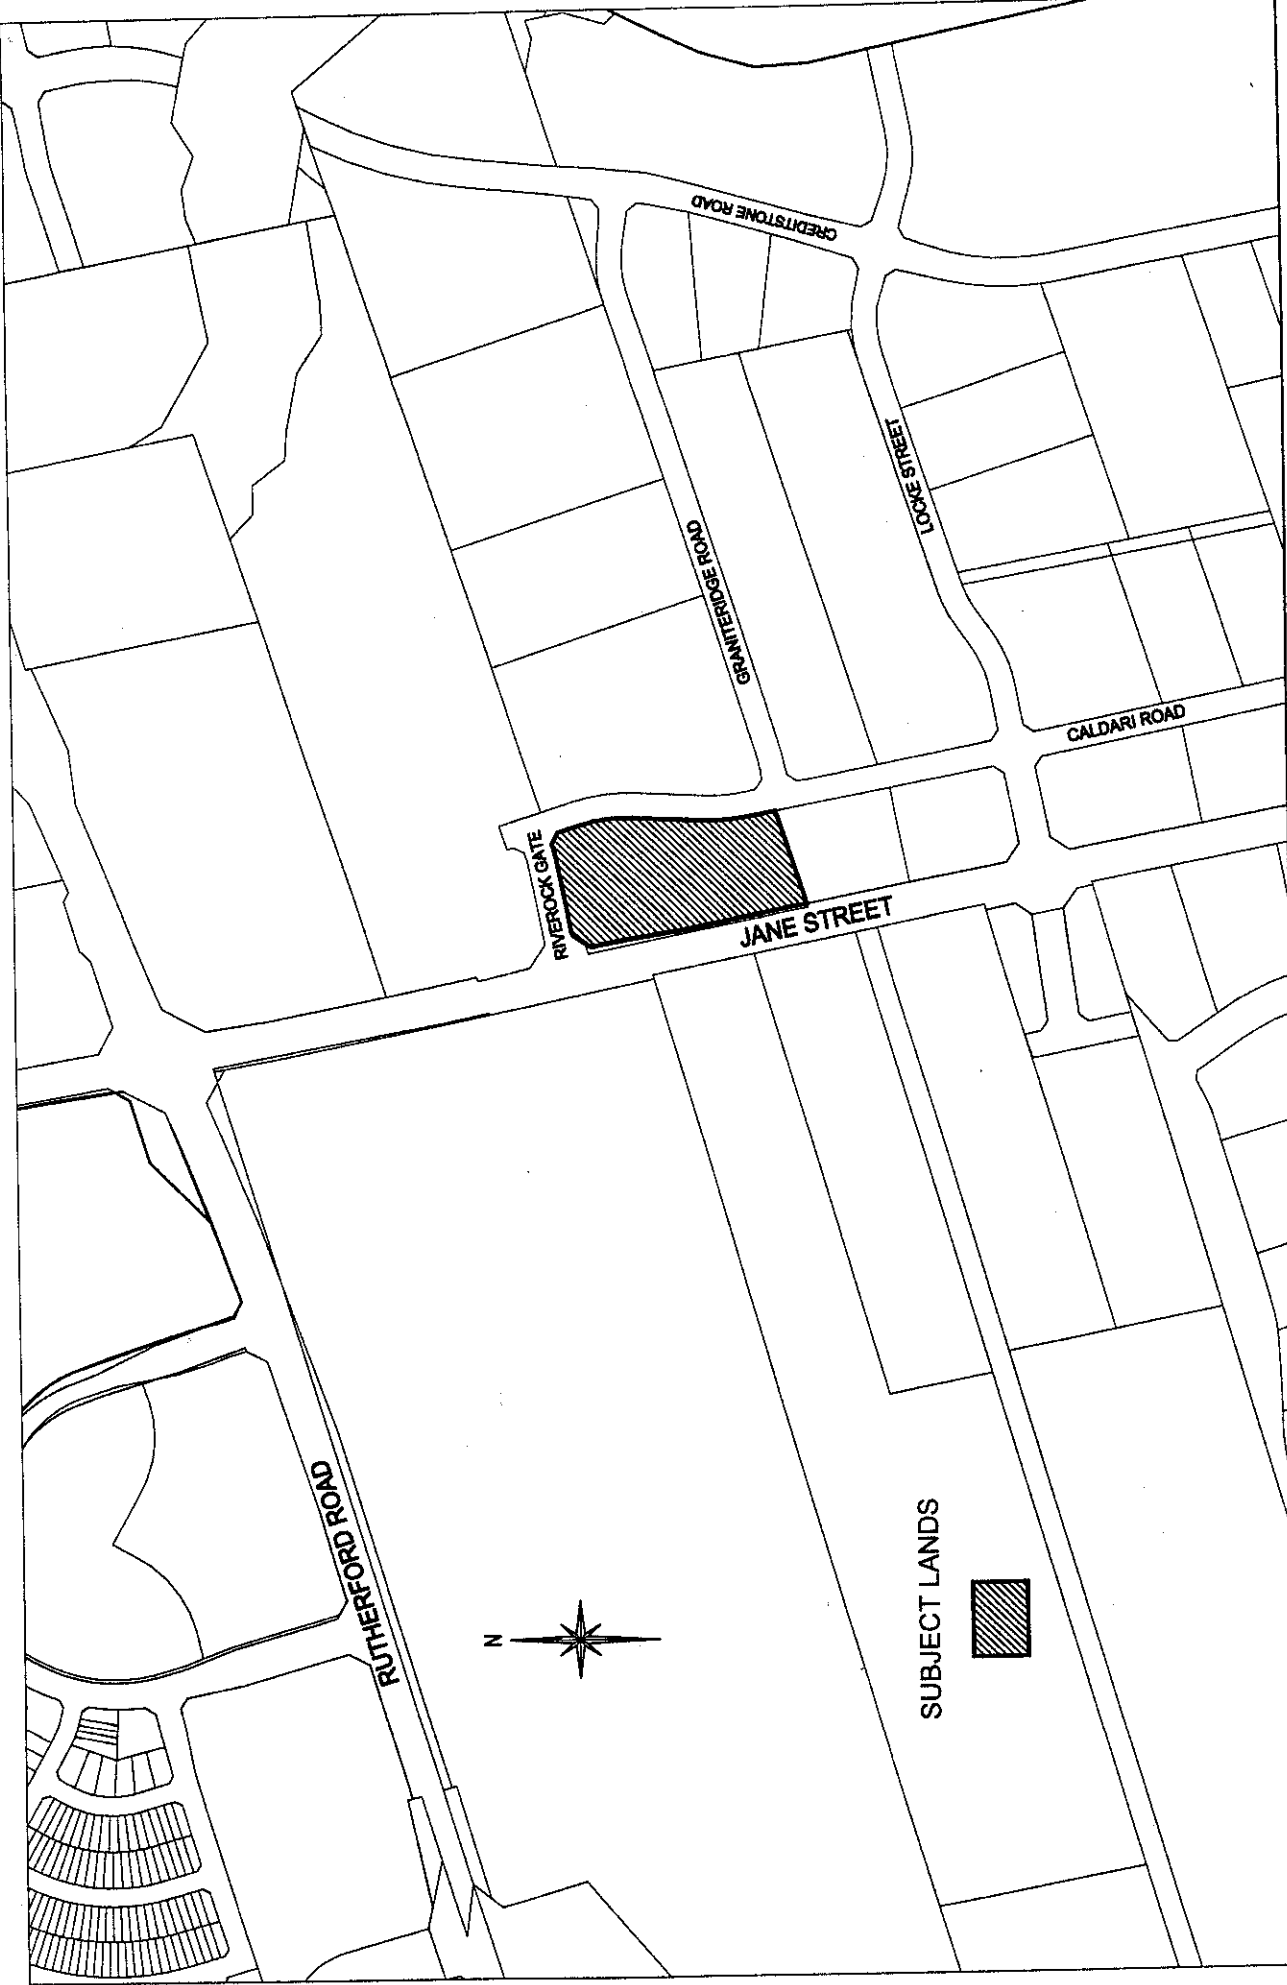 CREDITSTONE ROAD
LOCKE STREET
GRANITERIDGE ROAD
CALDARI ROAD
RIVEROCK GATE
JANE STREET
RUTHERFORD ROAD
N
SUBJECT LANDS